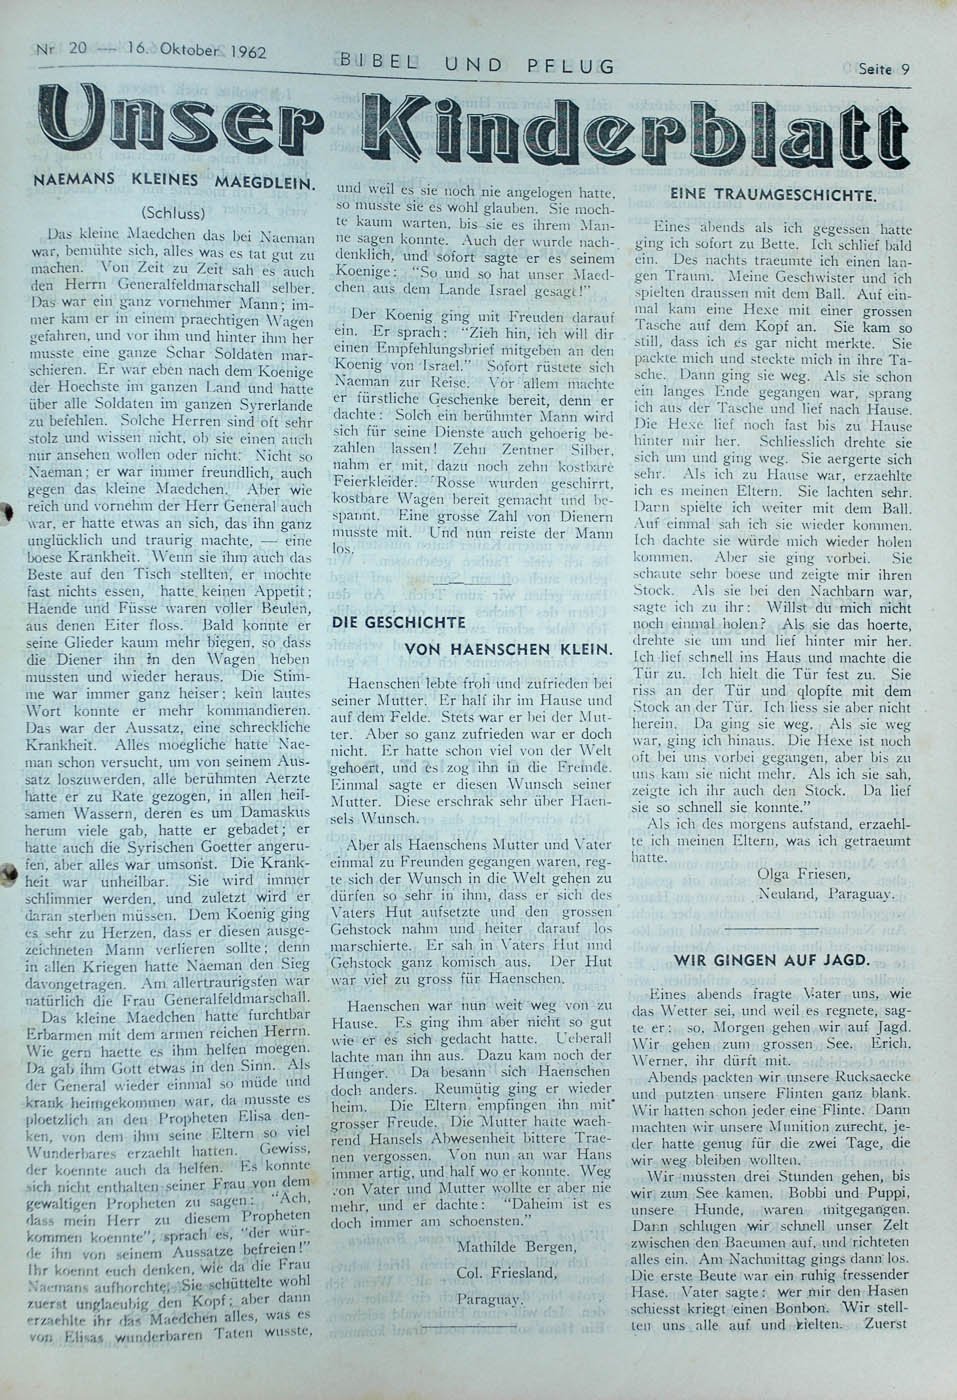 Nr 20 — 16. Oktober 1962
BIBEL UND PFLUG
Seite 9
Unser Kinderblatt
NAEMANS KLEINES MAEGDLEIN.
(Schluss)
Das kleine Maedchen das bei Naeman
war, bemühte sich, alles was es tat gut zu
machen. Von Zeit zu Zeit sah es auch
den Herrn Generalfeldmarschall selber.
Das war ein ganz vornehmer Mann; im-
mer kam er in einem praechtigen Wagen
gefahren, und vor ihm und hinter ihm her
musste eine ganze Schar Soldaten mar-
schieren. Er war eben nach dem Koenige
der Hoechste im ganzen Land und hatte
über alle Soldaten im ganzen Syrerlande
zu befehlen. Solche Herren sind oft sehr
stolz und wissen nicht, ob sie einen auch
nur ansehen wollen oder nicht. Nicht so
Naeman; er war immer freundlich, auch
gegen das kleine Maedchen. Aber wie
reich und vornehm der Herr General auch
war, er hatte etwas an sich, das ihn ganz
unglücklich und traurig machte, — eine
boese Krankheit. Wenn sie ihm auch das
Beste auf den Tisch stellten, er mochte
fast nichts essen, hatte keinen Appetit;
Haende und Füsse waren voller Beulen,
aus denen Eiter floss. Bald konnte er
seine Glieder kaum mehr biegen, so dass
die Diener ihn in den Wagen heben
mussten und wieder heraus. Die Stim-
me war immer ganz heiser; kein lautes
Wort konnte er mehr kommandieren.
Das war der Aussatz, eine schreckliche
Krankheit. Alles moegliche hatte Nae-
man schon versucht, um von seinem Aus-
satz loszuwerden, alle berühmten Aerzte
hatte er zu Rate gezogen, in allen heil-
samen Wassern, deren es um Damaskus
herum viele gab, hatte er gebadet; er
hatte auch die Syrischen Goetter angeru-
fen, aber alles war umsonst. Die Krank-
heit war unheilbar. Sie wird immer
schlimmer werden, und zuletzt wird er
daran sterben müssen. Dem Koenig ging
es sehr zu Herzen, dass er diesen ausge-
zeichneten Mann verlieren sollte; denn
in allen Kriegen hatte Naeman den Sieg
davongetragen. Am allertraurigsten war
natürlich die Frau Generalfeldmarschall.
Das kleine Maedchen hatte furchtbar
Erbarmen mit dem armen reichen Herrn.
Wie gern haette es ihm helfen moegen.
Da gab ihm Gott etwas in den Sinn. Als
der General wieder einmal so müde und
krank heimgekommen war, da musste es
ploetzlich an den Propheten Elisa den-
ken, von dem ihm seine Eltern so viel
Wunderbares erzaehlt hatten. Gewiss,
der koennte auch da helfen. Es konnte
sich nicht enthalten seiner Frau von dem
gewaltigen Propheten zu sagen: "Ach,
dass mein Herr zu diesem Propheten
kommen koennte", sprach es, "der wür-
de ihn von seinem Aussatze befreien!"
Ihr koennt euch denken, wie da die Frau
Naemans aufhorchte; Sie schüttelte wohl
zuerst unglaeubig den Kopf; aber dann
erzaehlte ihr das Maedchen alles, was es
von Elisas wunderbaren Taten wusste,
und weil es sie noch nie angelogen hatte,
so musste sie es wohl glauben. Sie moch-
te kaum warten, bis sie es ihrem Man-
ne sagen konnte. Auch der wurde nach-
denklich, und sofort sagte er es seinem
Koenige: "So und so hat unser Maed-
chen aus dem Lande Israel gesagt!"
Der Koenig ging mit Freuden darauf
ein. Er sprach: "Zieh hin, ich will dir
einen Empfehlungsbrief mitgeben an den
Koenig von Israel." Sofort rüstete sich
Naeman zur Reise. Vor allem machte
er fürstliche Geschenke bereit, denn er
dachte: Solch ein berühmter Mann wird
sich für seine Dienste auch gehoerig be-
zahlen lassen! Zehn Zentner Silber,
nahm er mit, dazu noch zehn kostbare
Feierkleider. Rosse wurden geschirrt,
kostbare Wagen bereit gemacht und be-
spannt. Eine grosse Zahl von Dienern
musste mit. Und nun reiste der Mann
los.
DIE GESCHICHTE
VON HAENSCHEN KLEIN.
Haenschen lebte froh und zufrieden bei
seiner Mutter. Er half ihr im Hause und
auf dem Felde. Stets war er bei der Mut-
ter. Aber so ganz zufrieden war er doch
nicht. Er hatte schon viel von der Welt
gehoert, und es zog ihn in die Fremde.
Einmal sagte er diesen Wunsch seiner
Mutter. Diese erschrak sehr über Haen-
sels Wunsch.
Aber als Haenschens Mutter und Vater
einmal zu Freunden gegangen waren, reg-
te sich der Wunsch in die Welt gehen zu
dürfen so sehr in ihm, dass er sich des
Vaters Hut aufsetzte und den grossen
Gehstock nahm und heiter darauf los
marschierte. Er sah in Vaters Hut und
Gehstock ganz komisch aus. Der Hut
war viel zu gross für Haenschen.
Haenschen war nun weit weg von zu
Hause. Es ging ihm aber nicht so gut
wie er es sich gedacht hatte. Ueberall
lachte man ihn aus. Dazu kam noch der
Hunger. Da besann sich Haenschen
doch anders. Reumütig ging er wieder
heim. Die Eltern empfingen ihn mit
grosser Freude. Die Mutter hatte waeh-
rend Hansels Abwesenheit bittere Trae-
nen vergossen. Von nun an war Hans
immer artig, und half wo er konnte. Weg
von Vater und Mutter wollte er aber nie
mehr, und er dachte: "Daheim ist es
doch immer am schoensten."
Mathilde Bergen,
Col. Friesland,
Paraguay.
EINE TRAUMGESCHICHTE.
Eines abends als ich gegessen hatte
ging ich sofort zu Bette. Ich schlief bald
ein. Des nachts traeumte ich einen lan-
gen Traum. Meine Geschwister und ich
spielten draussen mit dem Ball. Auf ein-
mal kam eine Hexe mit einer grossen
Tasche auf dem Kopf an. Sie kam so
still, dass ich es gar nicht merkte. Sie
packte mich und steckte mich in ihre Ta-
sche. Dann ging sie weg. Als sie schon
ein langes Ende gegangen war, sprang
ich aus der Tasche und lief nach Hause.
Die Hexe lief noch fast bis zu Hause
hinter mir her. Schliesslich drehte sie
sich um und ging weg. Sie aergerte sich
sehr. Als ich zu Hause war, erzaehlte
ich es meinen Eltern. Sie lachten sehr.
Dann spielte ich weiter mit dem Ball.
Auf einmal sah ich sie wieder kommen.
Ich dachte sie würde mich wieder holen
kommen. Aber sie ging vorbei. Sie
schaute sehr boese und zeigte mir ihren
Stock. Als sie bei den Nachbarn war,
sagte ich zu ihr: Willst du mich nicht
noch einmal holen? Als sie das hoerte,
drehte sie um und lief hinter mir her.
Ich lief schnell ins Haus und machte die
Tür zu. Ich hielt die Tür fest zu. Sie
riss an der Tür und qlopfte mit dem
Stock an der Tür. Ich liess sie aber nicht
herein. Da ging sie weg. Als sie weg
war, ging ich hinaus. Die Hexe ist noch
oft bei uns vorbei gegangen, aber bis zu
uns kam sie nicht mehr. Als ich sie sah,
zeigte ich ihr auch den Stock. Da lief
sie so schnell sie konnte."
Als ich des morgens aufstand, erzaehl-
te ich meinen Eltern, was ich getraeumt
hatte.
Olga Friesen,
Neuland, Paraguay.
WIR GINGEN AUF JAGD.
Eines abends fragte Vater uns, wie
das Wetter sei, und weil es regnete, sag-
te er: so, Morgen gehen wir auf Jagd.
Wir gehen zum grossen See. Erich,
Werner, ihr dürft mit.
Abends packten wir unsere Rucksaecke
und putzten unsere Flinten ganz blank.
Wir hatten schon jeder eine Flinte. Dann
machten wir unsere Munition zurecht, je-
der hatte genug für die zwei Tage, die
wir weg bleiben wollten.
Wir mussten drei Stunden gehen, bis
wir zum See kamen. Bobbi und Puppi,
unsere Hunde, waren mitgegangen.
Dann schlugen wir schnell unser Zelt
zwischen den Baeumen auf, und richteten
alles ein. Am Nachmittag gings dann los.
Die erste Beute war ein ruhig fressender
Hase. Vater sagte: wer mir den Hasen
schiesst kriegt einen Bonbon. Wir stell-
ten uns alle auf und zielten. Zuerst